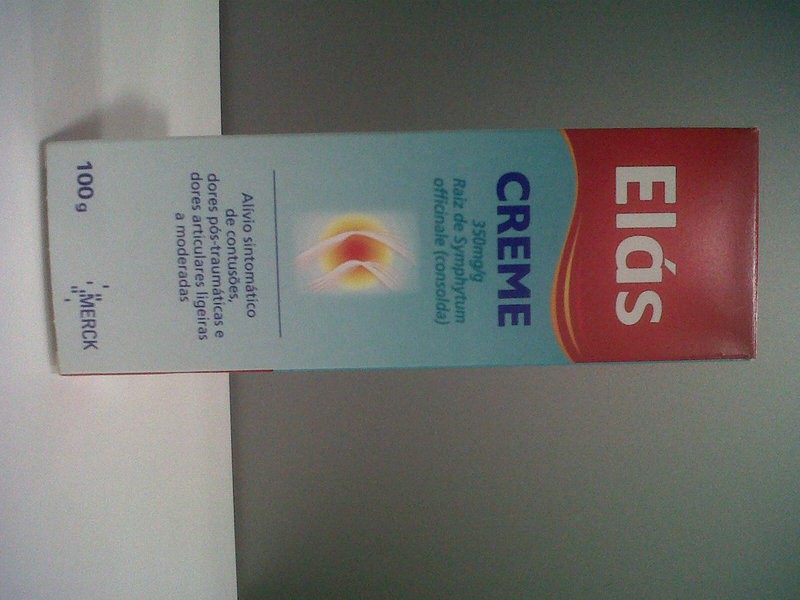 Elás
CREME
350mg/g
Raiz de Symphytum
officinale (consolda)
Alívio sintomático
de contusões,
dores pós-traumáticas e
dores articulares ligeiras
a moderadas
100 g
MERCK